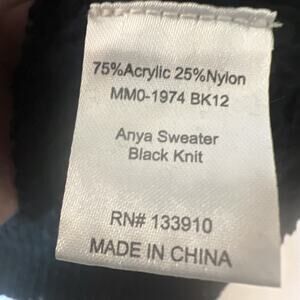 75%Acrylic 25%Nylon
MM0-1974 BK12
Anya Sweater
Black Knit
RN# 133910
MADE IN CHINA